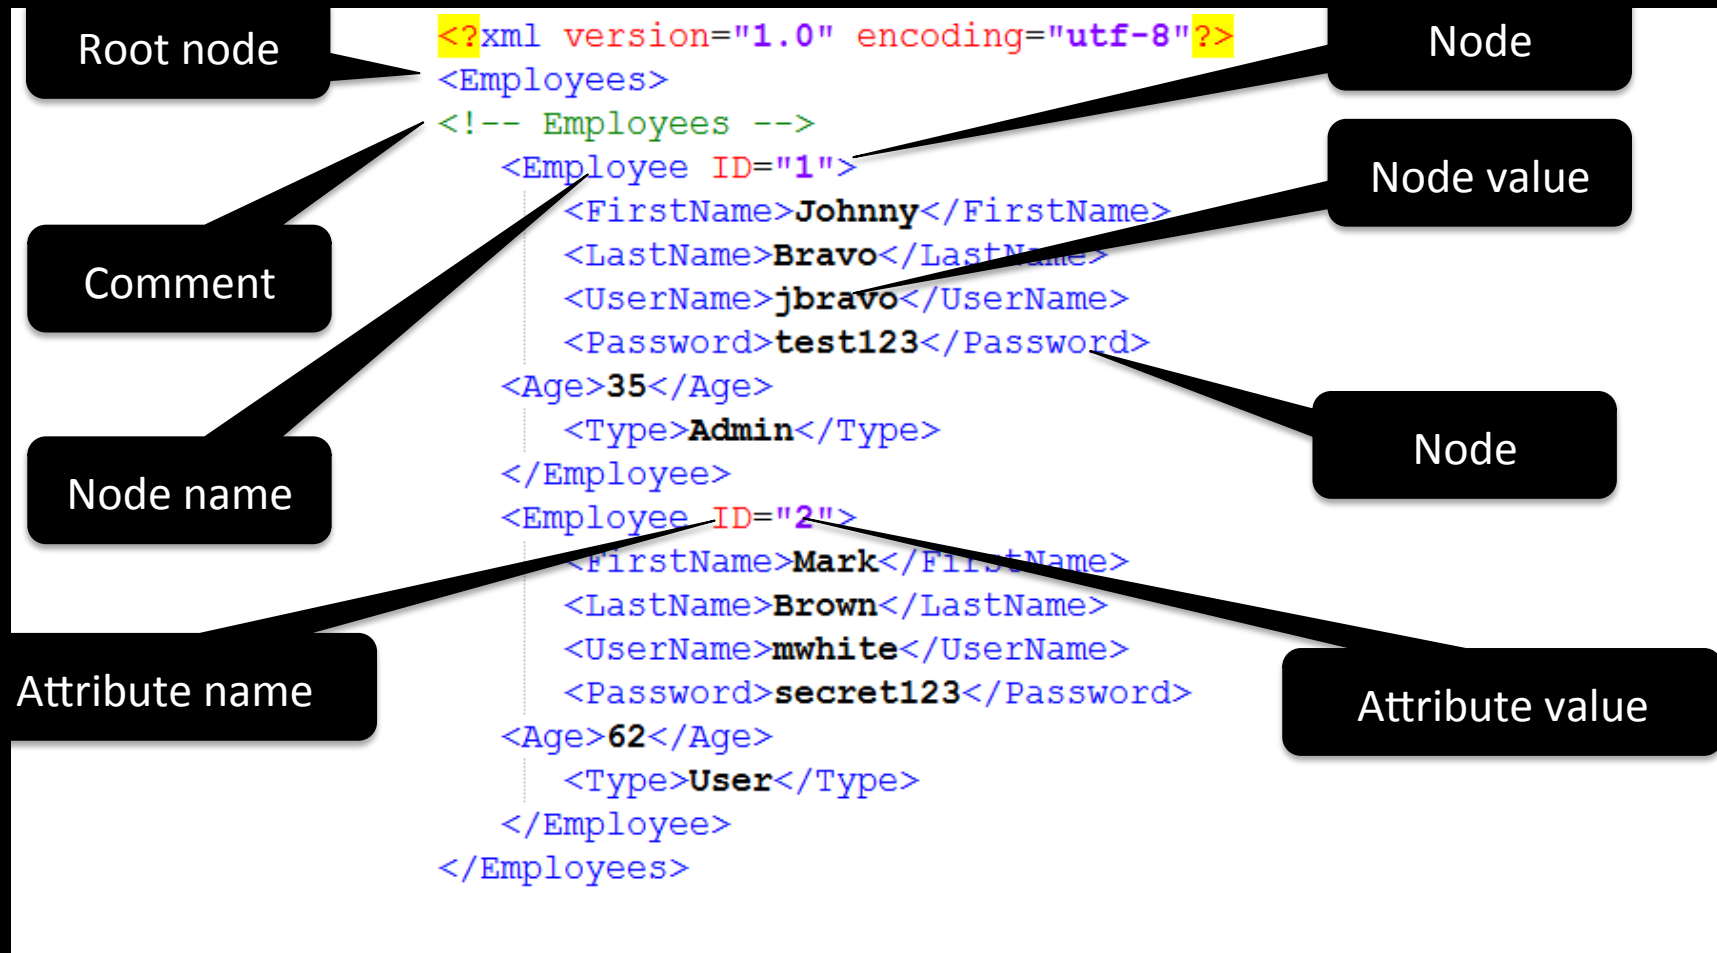 Root node
<?xml version="1.0" encoding="utf-8"?>
Node
<Employees>
<!-- Employees -->
<Employee ID="1">
Node value
<FirstName>Johnny</FirstName>
<LastName>Bravo</LastName>
Comment
<UserName>jbravo</UserName>
<Password>test123</Password>
<Age>35</Age>
<Type>Admin</Type>
Node
</Employee>
Node name
<Employee ID="2">
<FirstName>Mark</FirstName>
<LastName>Brown</LastName>
<UserName>mwhite</UserName>
Attribute name
<Password>secret123</Password>
Attribute value
<Age>62</Age>
<Type>User</Type>
</Employee>
</Employees>